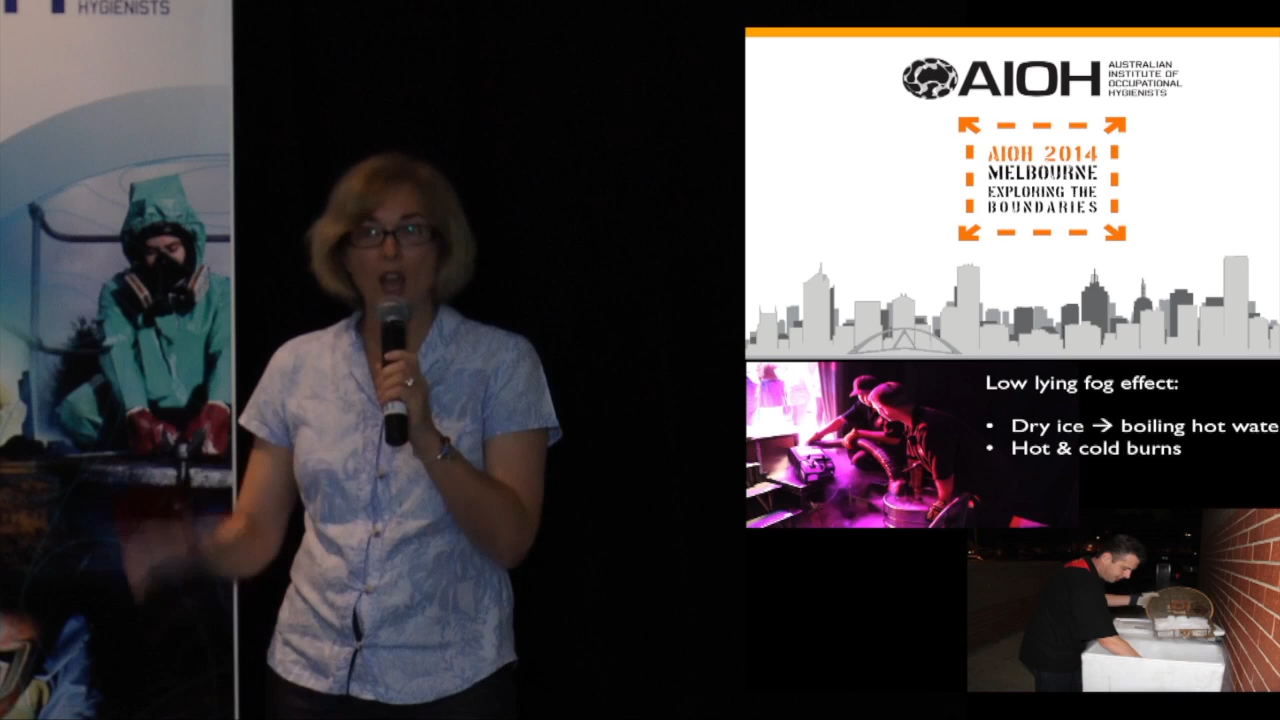 HYGIENISTS
AIOH
AUSTRALIAN
INSTITUTE OF
OCCUPATIONAL
HYGIENISTS
AIOH 2014
MELBOURNE
EXPLORING THE
BOUNDARIES
Low lying fog effect:
• Dry ice → boiling hot wate
• Hot & cold burns